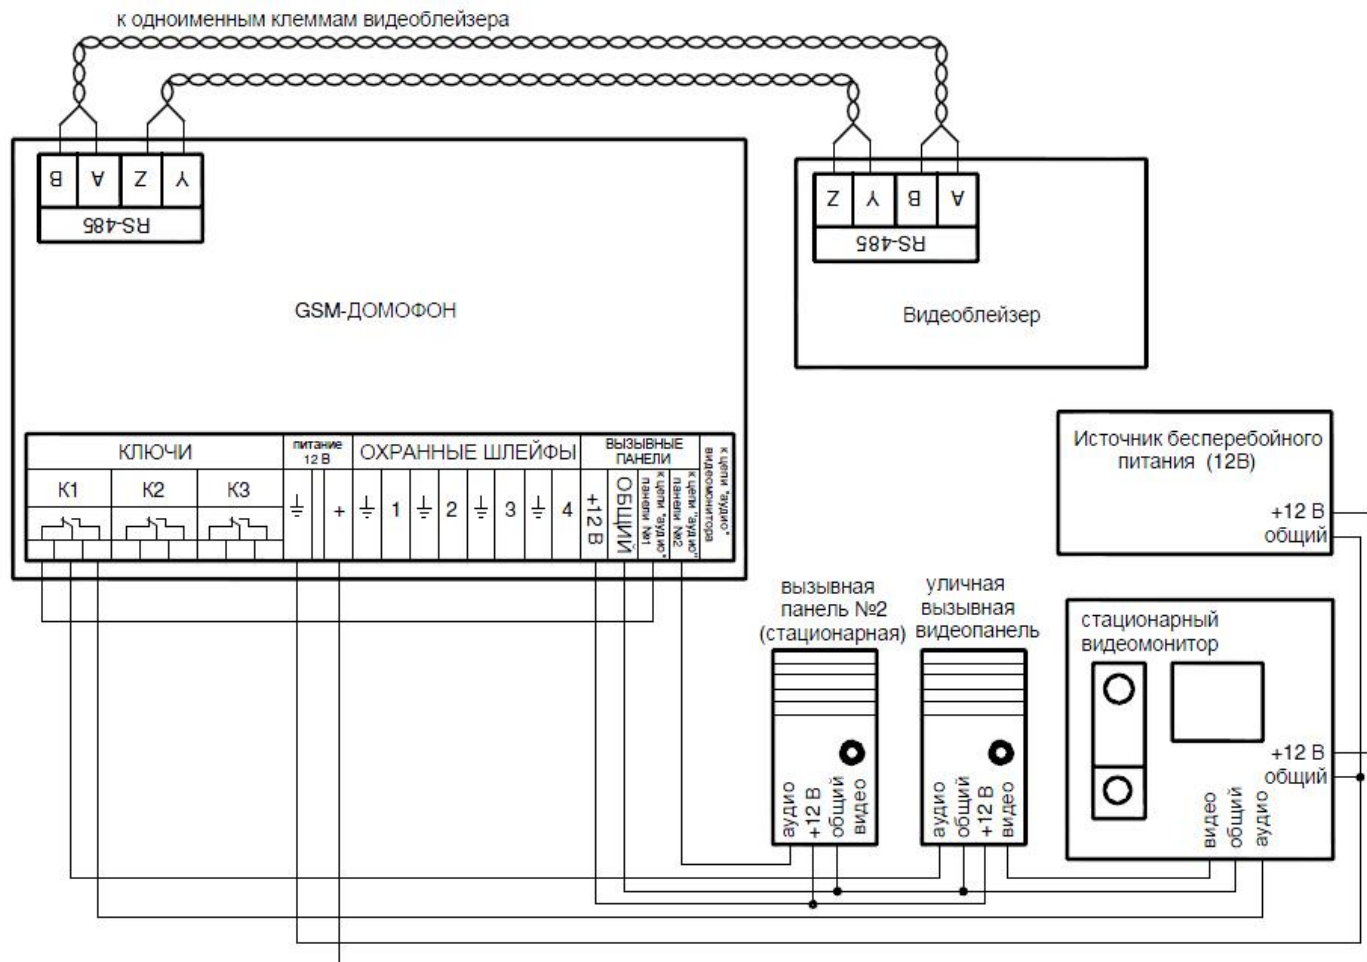 к одноименным клеммам видеоблейзера
B A Z Y
RS-485
Z Y B A
RS-485
GSM-ДОМОФОН
Видеоблейзер
КЛЮЧИ
питание
12 В
ОХРАННЫЕ ШЛЕЙФЫ
ВЫЗЫВНЫЕ
ПАНЕЛИ
К1 К2 К3
+ 1 2 3 4
+12 В
ОБЩИЙ
к цепи "аудио"
панели №1
к цепи "аудио"
панели №2
к цепи "аудио"
видеомонитора
Источник бесперебойного
питания (12В)
+12 В
общий
вызывная
панель №2
(стационарная)
уличная
вызывная
видеопанель
стационарный
видеомонитор
+12 В
общий
аудио
+12 В
общий
видео
аудио
общий
+12 В
видео
видео
общий
аудио